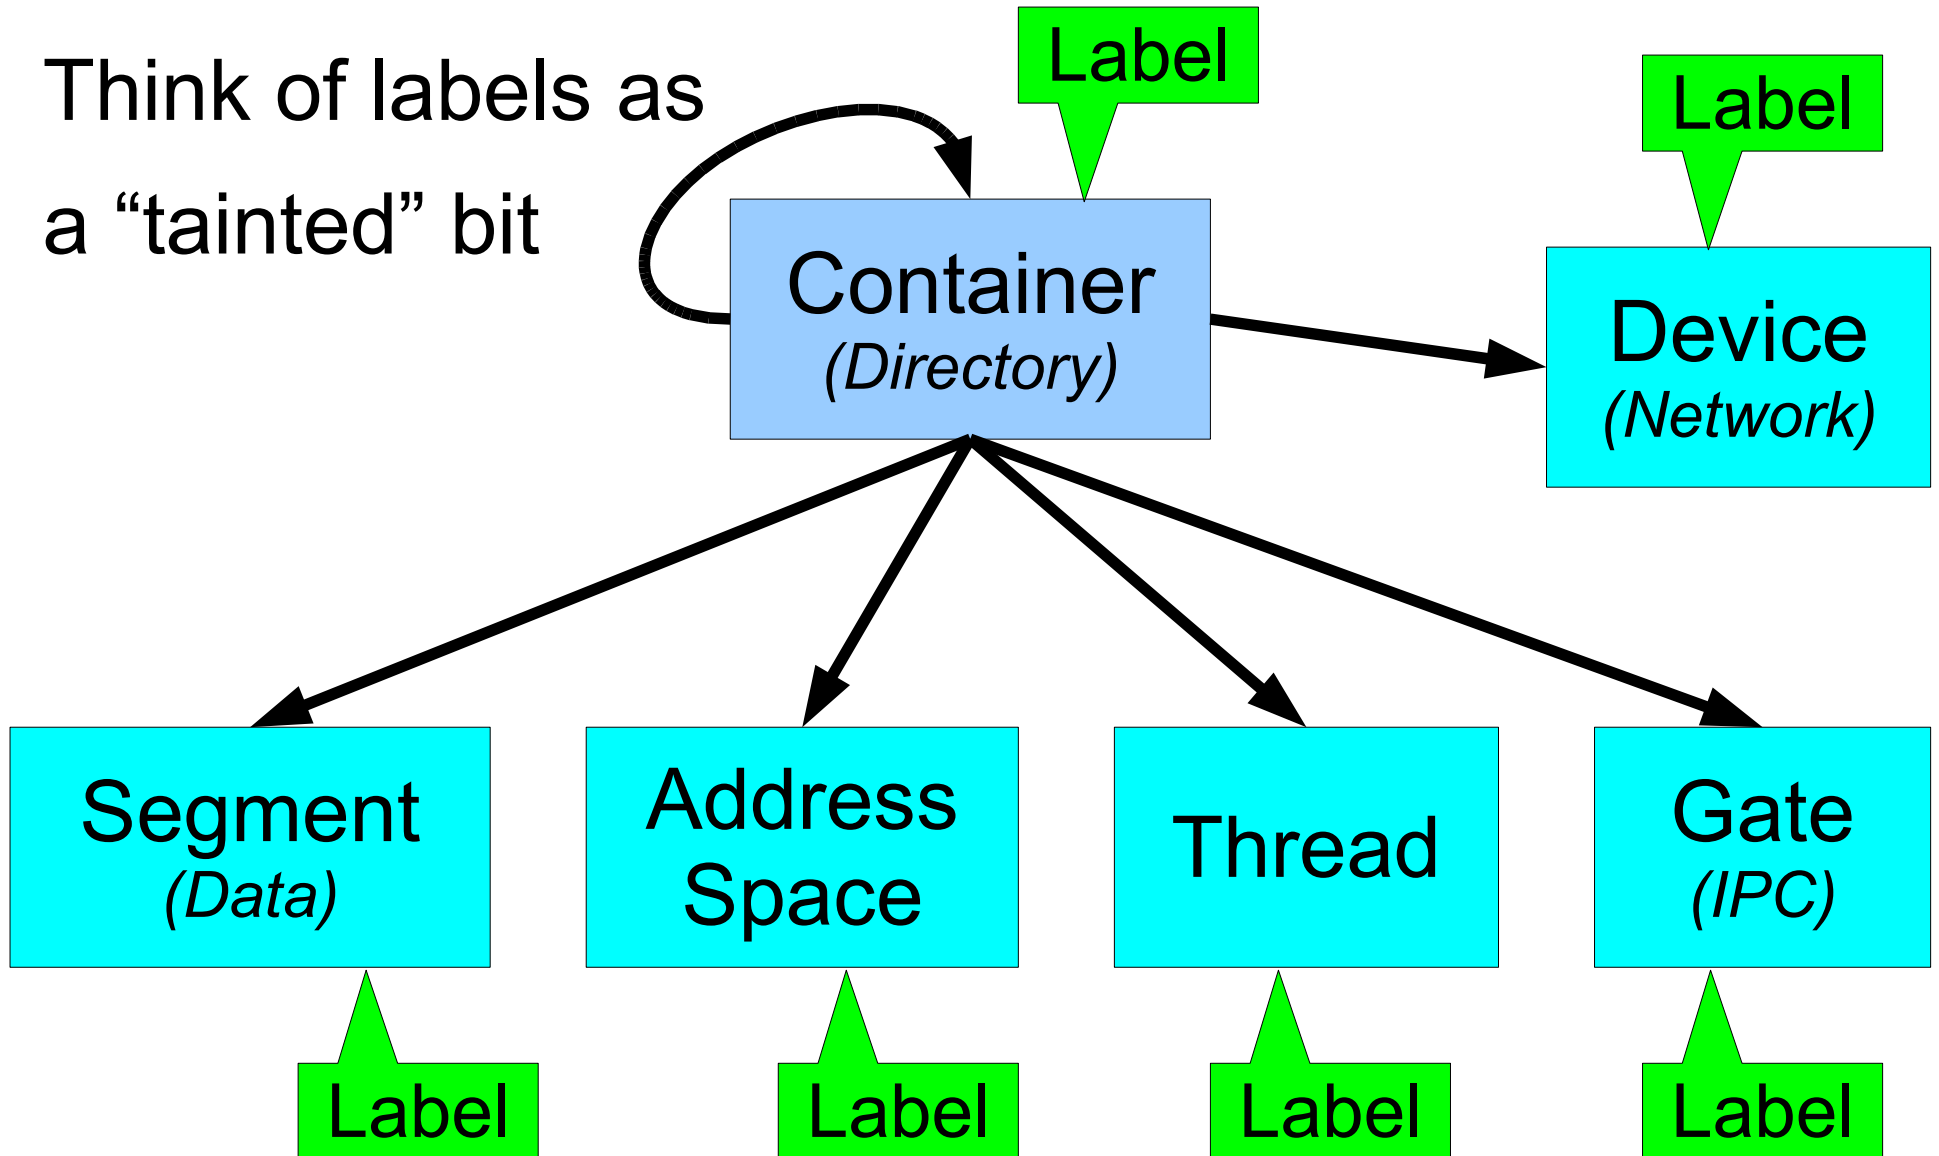 Think of labels as
a “tainted” bit
Label
Label
Container
(Directory)
Device
(Network)
Segment
(Data)
Address
Space
Thread
Gate
(IPC)
Label
Label
Label
Label